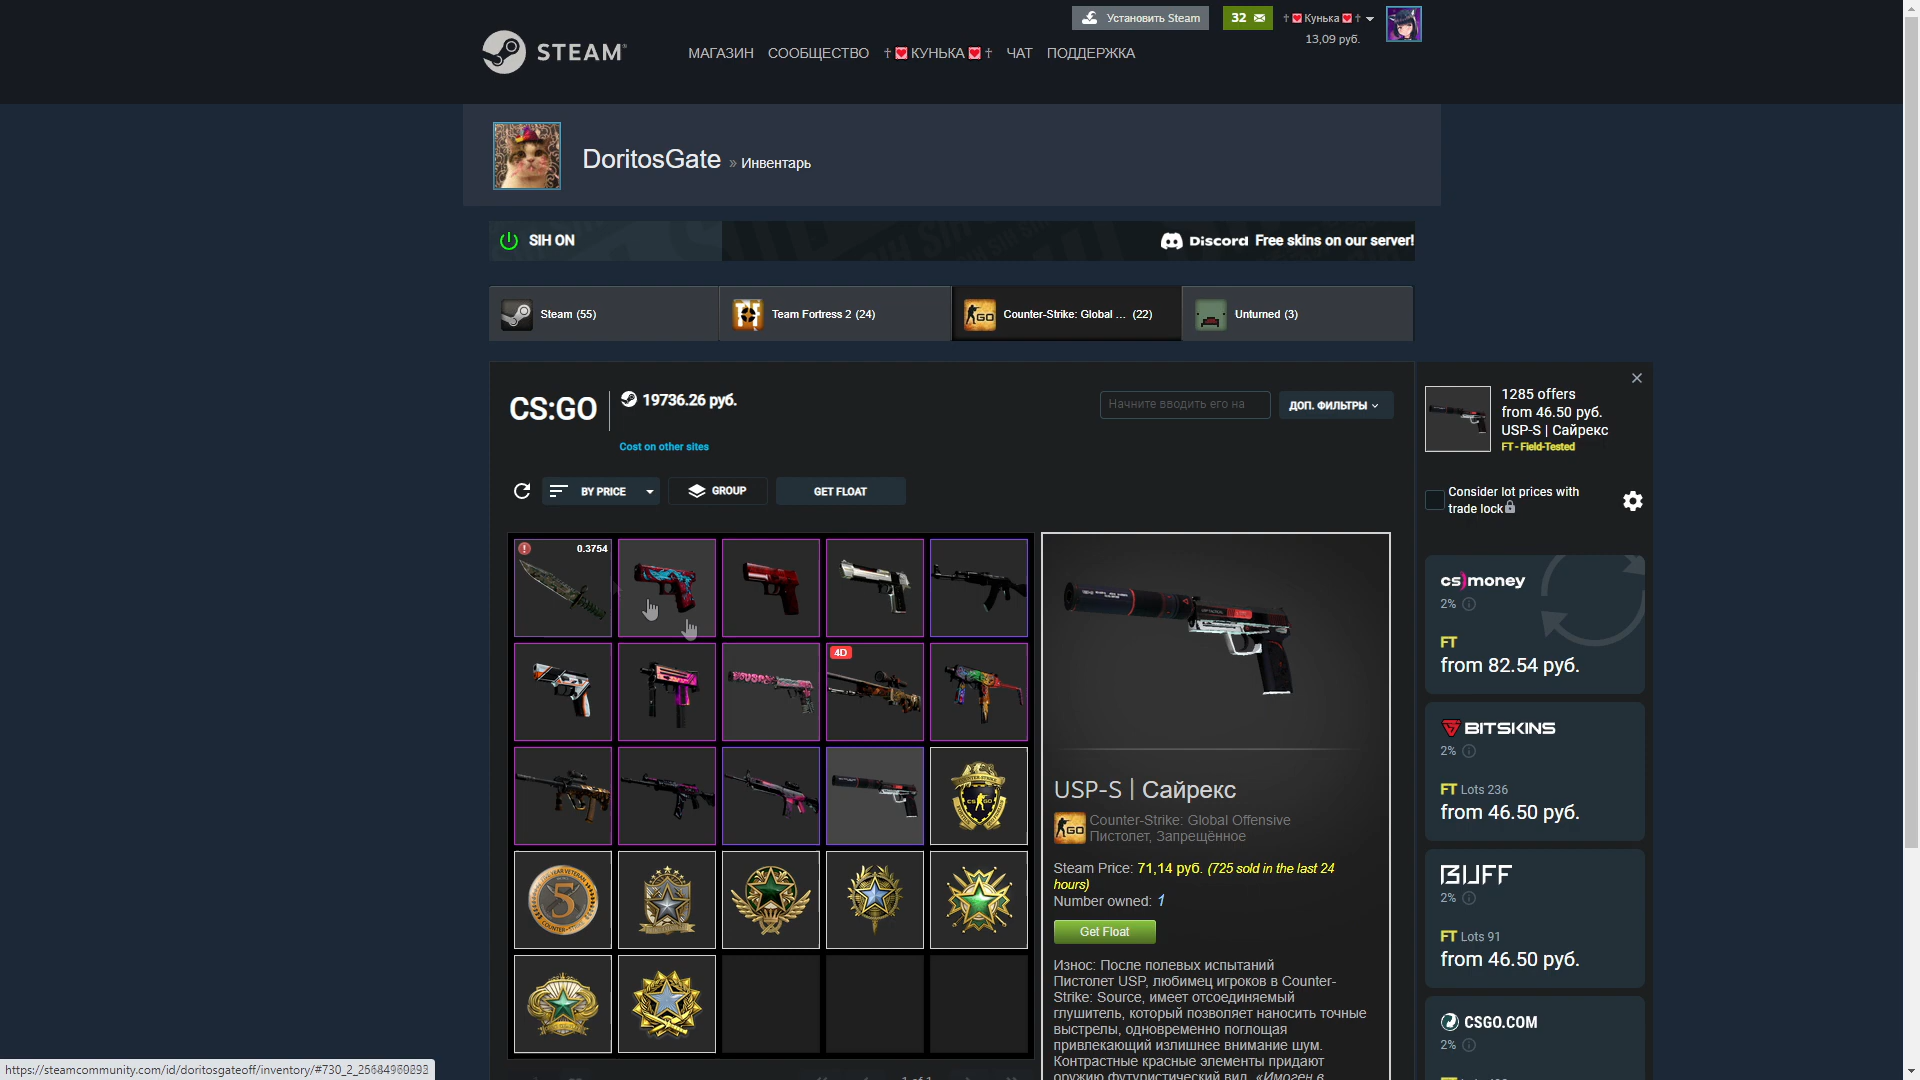 Установить Steam
32
†❤Кунька❤†
13,09 руб.
STEAM
МАГАЗИН СООБЩЕСТВО †❤КУНЬКА❤† ЧАТ ПОДДЕРЖКА
DoritosGate » Инвентарь
SIH ON
Discord Free skins on our server!
Steam (55)
Team Fortress 2 (24)
Counter-Strike: Global ... (22)
Unturned (3)
CS:GO
19736.26 руб.
Cost on other sites
Начните вводить его на
ДОП. ФИЛЬТРЫ
BY PRICE
GROUP
GET FLOAT
0.3754
4D
USP-S | Сайрекс
Counter-Strike: Global Offensive
Пистолет, Запрещённое
Steam Price: 71,14 руб. (725 sold in the last 24
hours)
Number owned: 1
Get Float
Износ: После полевых испытаний
Пистолет USP, любимец игроков в Counter-
Strike: Source, имеет отсоединяемый
глушитель, который позволяет наносить точные
выстрелы, одновременно поглощая
привлекающий излишнее внимание шум.
Контрастные красные элементы придают
оружию футуристический вид. «Имоген в
1285 offers
from 46.50 руб.
USP-S | Сайрекс
FT - Field-Tested
Consider lot prices with
trade lock
cs money
2%
FT
from 82.54 руб.
BITSKINS
2%
FT Lots 236
from 46.50 руб.
BUFF
2%
FT Lots 91
from 46.50 руб.
CSGO.COM
2%
https://steamcommunity.com/id/doritosgateoff/inventory/#730_2_25684960893